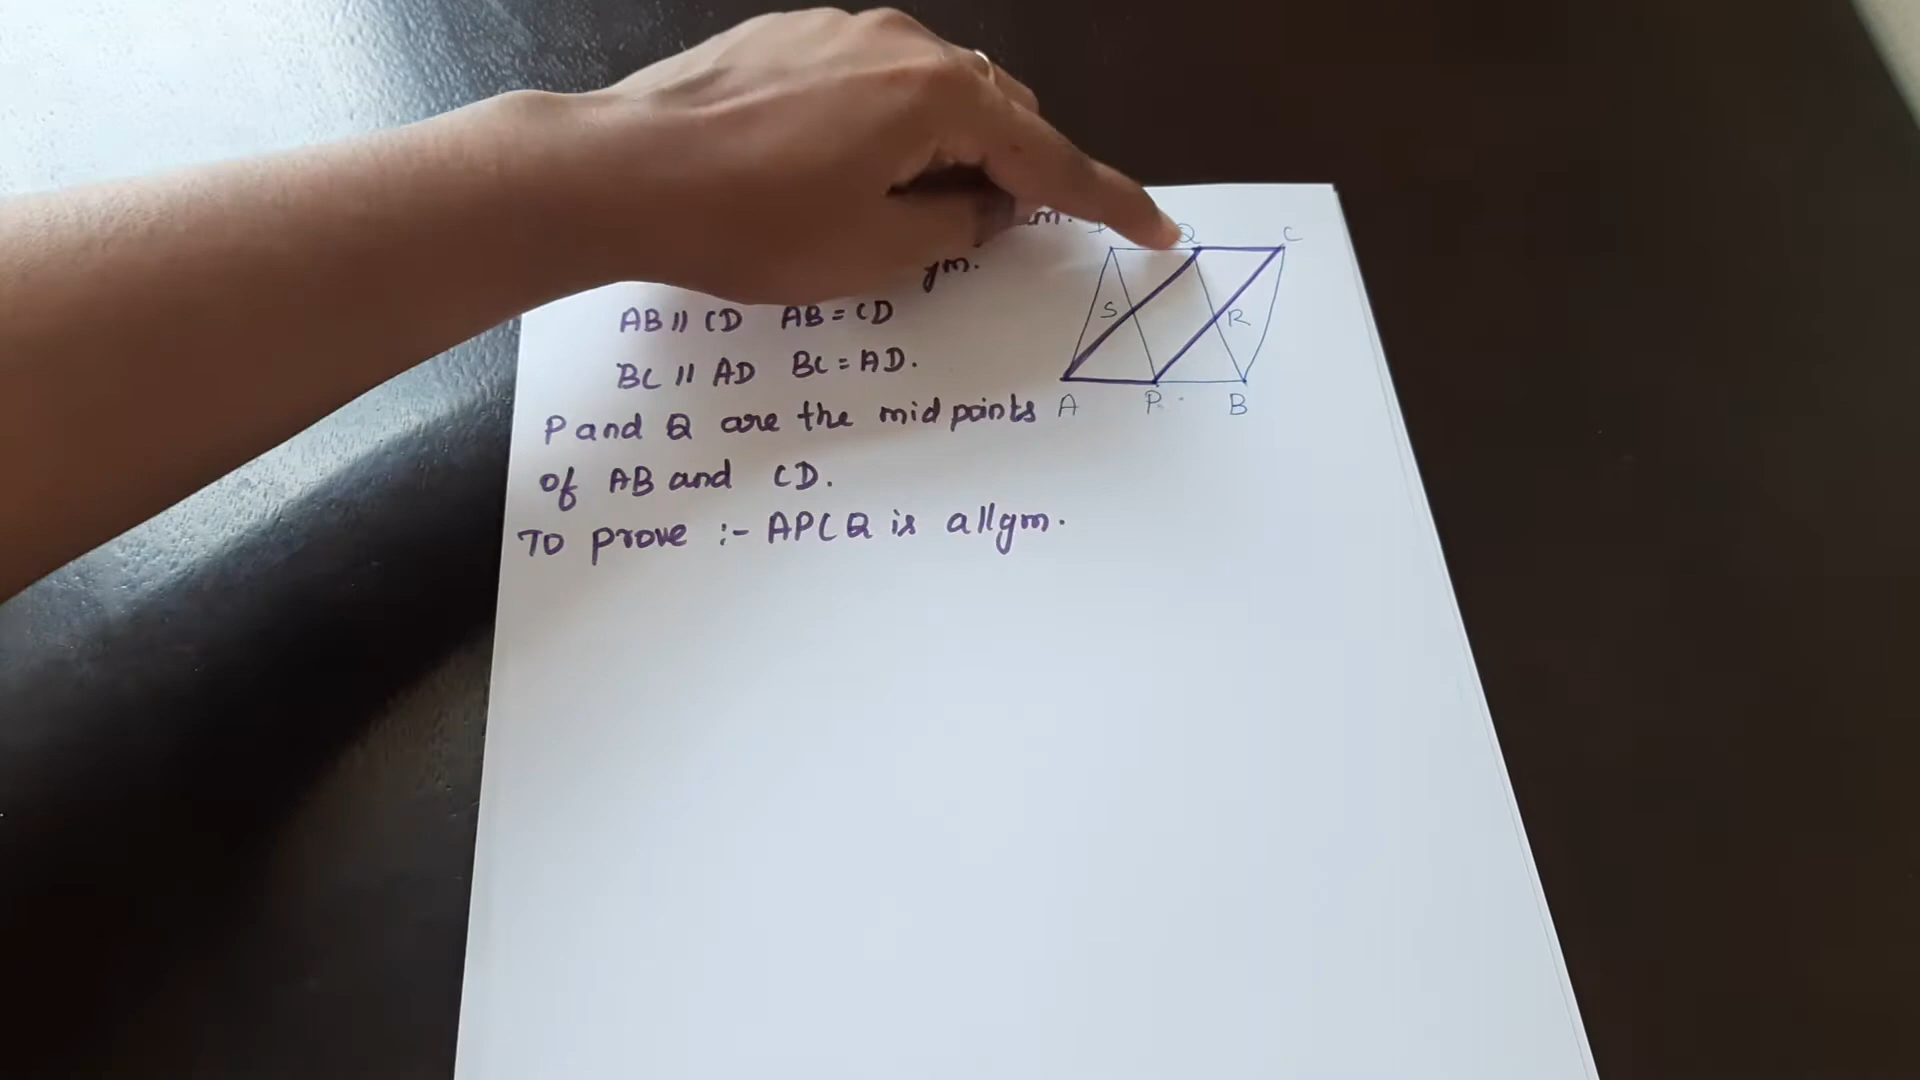 m.
gm.
AB // CD AB = CD
BC // AD BC = AD.
P and Q are the mid points
of AB and CD.
To prove :- APCQ is a //gm.
D Q C
S R
A P B